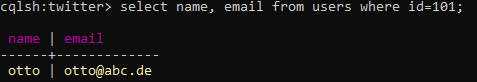 cqlsh:twitter> select name, email from users where id=101;
name | email
------+-------------
otto | otto@abc.de